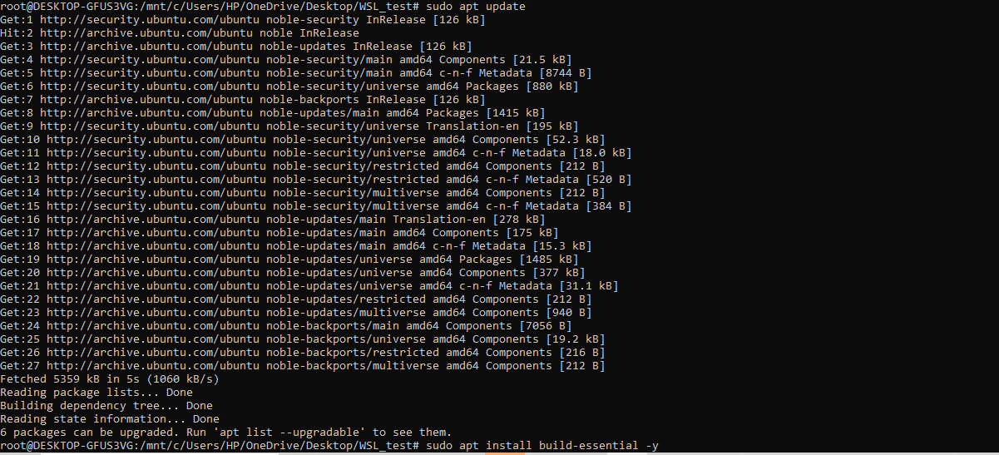 root@DESKTOP-GFUS3VG:/mnt/c/Users/HP/OneDrive/Desktop/WSL_test# sudo apt update
Get:1 http://security.ubuntu.com/ubuntu noble-security InRelease [126 kB]
Hit:2 http://archive.ubuntu.com/ubuntu noble InRelease
Get:3 http://archive.ubuntu.com/ubuntu noble-updates InRelease [126 kB]
Get:4 http://security.ubuntu.com/ubuntu noble-security/main amd64 Components [21.5 kB]
Get:5 http://security.ubuntu.com/ubuntu noble-security/main amd64 c-n-f Metadata [8744 B]
Get:6 http://security.ubuntu.com/ubuntu noble-security/universe amd64 Packages [880 kB]
Get:7 http://archive.ubuntu.com/ubuntu noble-backports InRelease [126 kB]
Get:8 http://archive.ubuntu.com/ubuntu noble-updates/main amd64 Packages [1415 kB]
Get:9 http://security.ubuntu.com/ubuntu noble-security/universe Translation-en [195 kB]
Get:10 http://security.ubuntu.com/ubuntu noble-security/universe amd64 Components [52.3 kB]
Get:11 http://security.ubuntu.com/ubuntu noble-security/universe amd64 c-n-f Metadata [18.0 kB]
Get:12 http://security.ubuntu.com/ubuntu noble-security/restricted amd64 Components [212 B]
Get:13 http://security.ubuntu.com/ubuntu noble-security/restricted amd64 c-n-f Metadata [520 B]
Get:14 http://security.ubuntu.com/ubuntu noble-security/multiverse amd64 Components [212 B]
Get:15 http://security.ubuntu.com/ubuntu noble-security/multiverse amd64 c-n-f Metadata [384 B]
Get:16 http://archive.ubuntu.com/ubuntu noble-updates/main Translation-en [278 kB]
Get:17 http://archive.ubuntu.com/ubuntu noble-updates/main amd64 Components [175 kB]
Get:18 http://archive.ubuntu.com/ubuntu noble-updates/main amd64 c-n-f Metadata [15.3 kB]
Get:19 http://archive.ubuntu.com/ubuntu noble-updates/universe amd64 Packages [1485 kB]
Get:20 http://archive.ubuntu.com/ubuntu noble-updates/universe amd64 Components [377 kB]
Get:21 http://archive.ubuntu.com/ubuntu noble-updates/universe amd64 c-n-f Metadata [31.1 kB]
Get:22 http://archive.ubuntu.com/ubuntu noble-updates/restricted amd64 Components [212 B]
Get:23 http://archive.ubuntu.com/ubuntu noble-updates/multiverse amd64 Components [940 B]
Get:24 http://archive.ubuntu.com/ubuntu noble-backports/main amd64 Components [7056 B]
Get:25 http://archive.ubuntu.com/ubuntu noble-backports/universe amd64 Components [19.2 kB]
Get:26 http://archive.ubuntu.com/ubuntu noble-backports/restricted amd64 Components [216 B]
Get:27 http://archive.ubuntu.com/ubuntu noble-backports/multiverse amd64 Components [212 B]
Fetched 5359 kB in 5s (1060 kB/s)
Reading package lists... Done
Building dependency tree... Done
Reading state information... Done
6 packages can be upgraded. Run 'apt list --upgradable' to see them.
root@DESKTOP-GFUS3VG:/mnt/c/Users/HP/OneDrive/Desktop/WSL_test# sudo apt install build-essential -y